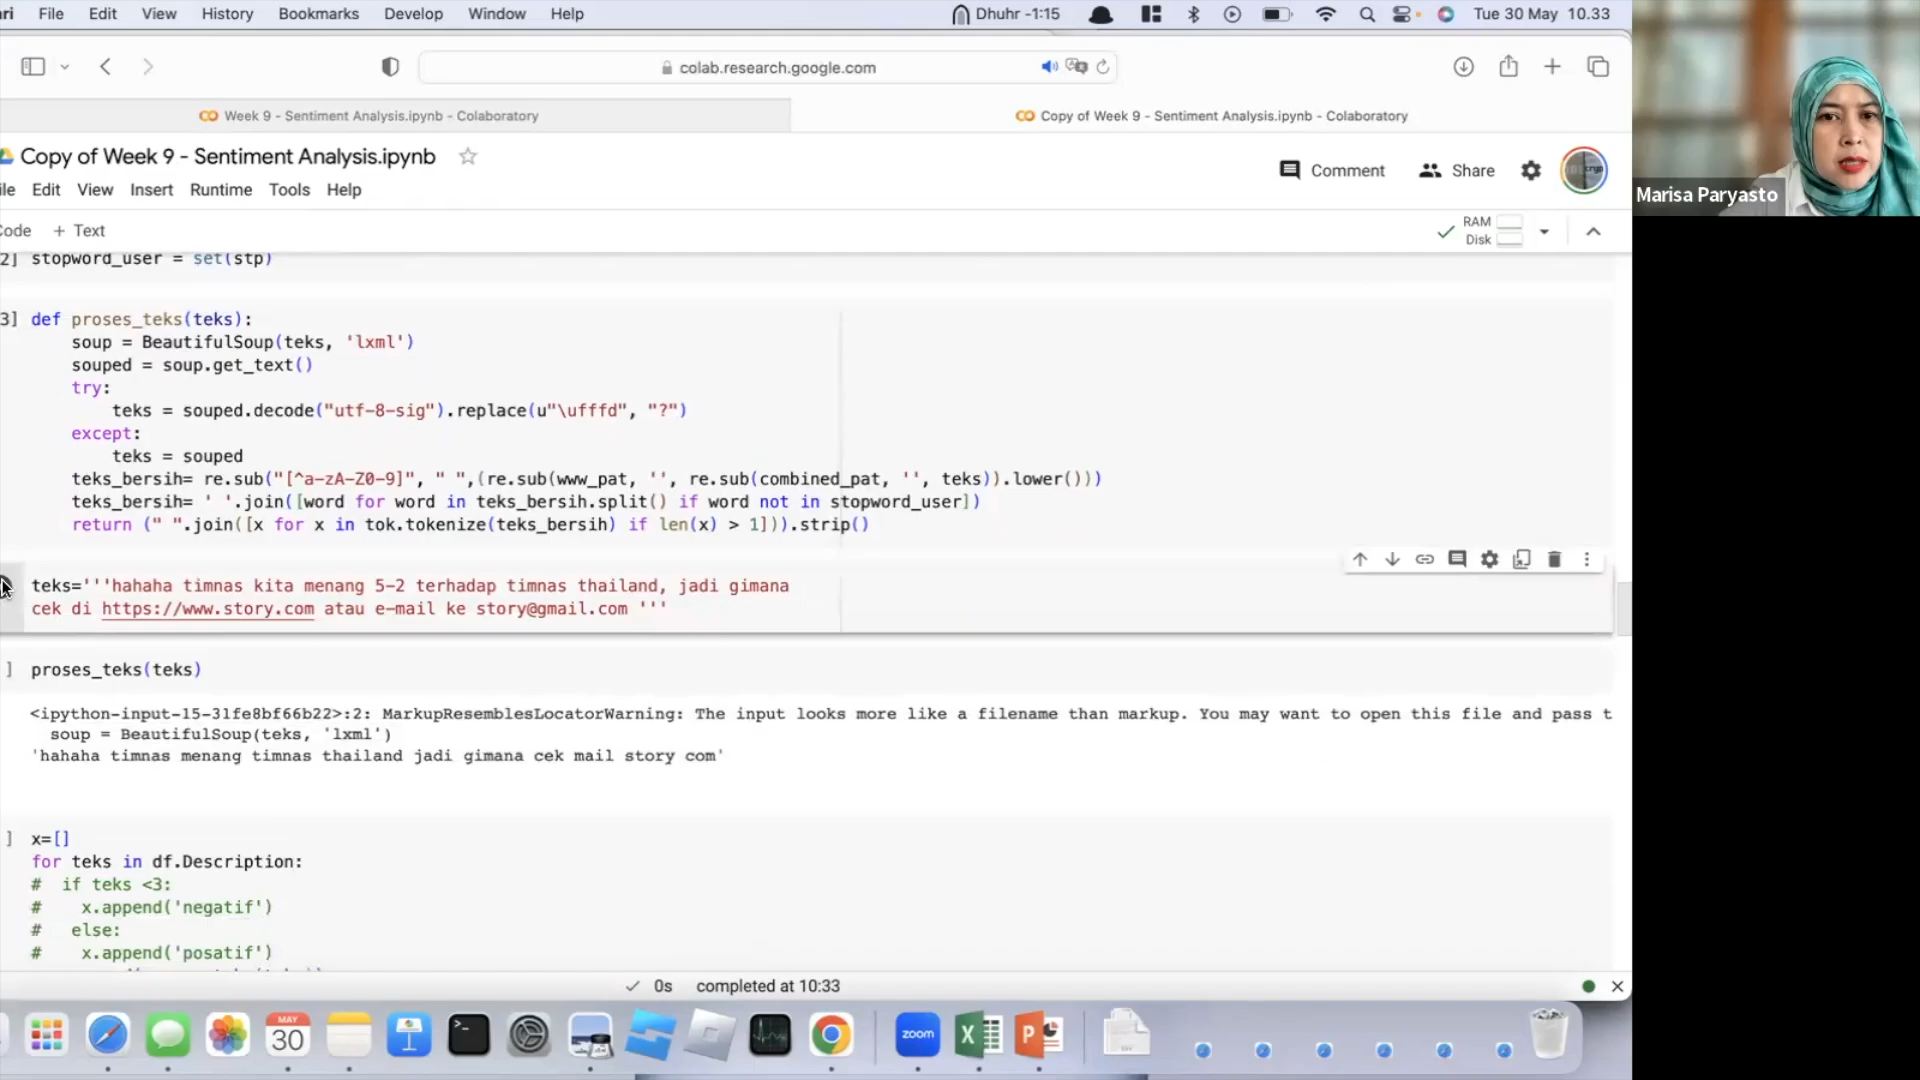 ri File Edit View History Bookmarks Develop Window Help Dhuhr -1:15 Tue 30 May 10.33
colab.research.google.com
Week 9 - Sentiment Analysis.ipynb - Colaboratory
Copy of Week 9 - Sentiment Analysis.ipynb - Colaboratory
Copy of Week 9 - Sentiment Analysis.ipynb
Comment Share
ile Edit View Insert Runtime Tools Help
Marisa Paryasto
ode + Text
RAM
Disk
2] stopword_user = set(stp)
3] def proses_teks(teks):
soup = BeautifulSoup(teks, 'lxml')
souped = soup.get_text()
try:
teks = souped.decode("utf-8-sig").replace(u"\ufffd", "?")
except:
teks = souped
teks_bersih= re.sub("[^a-zA-Z0-9]", " ",(re.sub(www_pat, '', re.sub(combined_pat, '', teks)).lower()))
teks_bersih= ' '.join([word for word in teks_bersih.split() if word not in stopword_user])
return (" ".join([x for x in tok.tokenize(teks_bersih) if len(x) > 1])).strip()
teks='''hahaha timnas kita menang 5-2 terhadap timnas thailand, jadi gimana
cek di https://www.story.com atau e-mail ke story@gmail.com '''
] proses_teks(teks)
<ipython-input-15-31fe8bf66b22>:2: MarkupResemblesLocatorWarning: The input looks more like a filename than markup. You may want to open this file and pass t
soup = BeautifulSoup(teks, 'lxml')
'hahaha timnas menang timnas thailand jadi gimana cek mail story com'
] x=[]
for teks in df.Description:
# if teks <3:
# x.append('negatif')
# else:
# x.append('posatif')
0s completed at 10:33
MAY
30
zoom